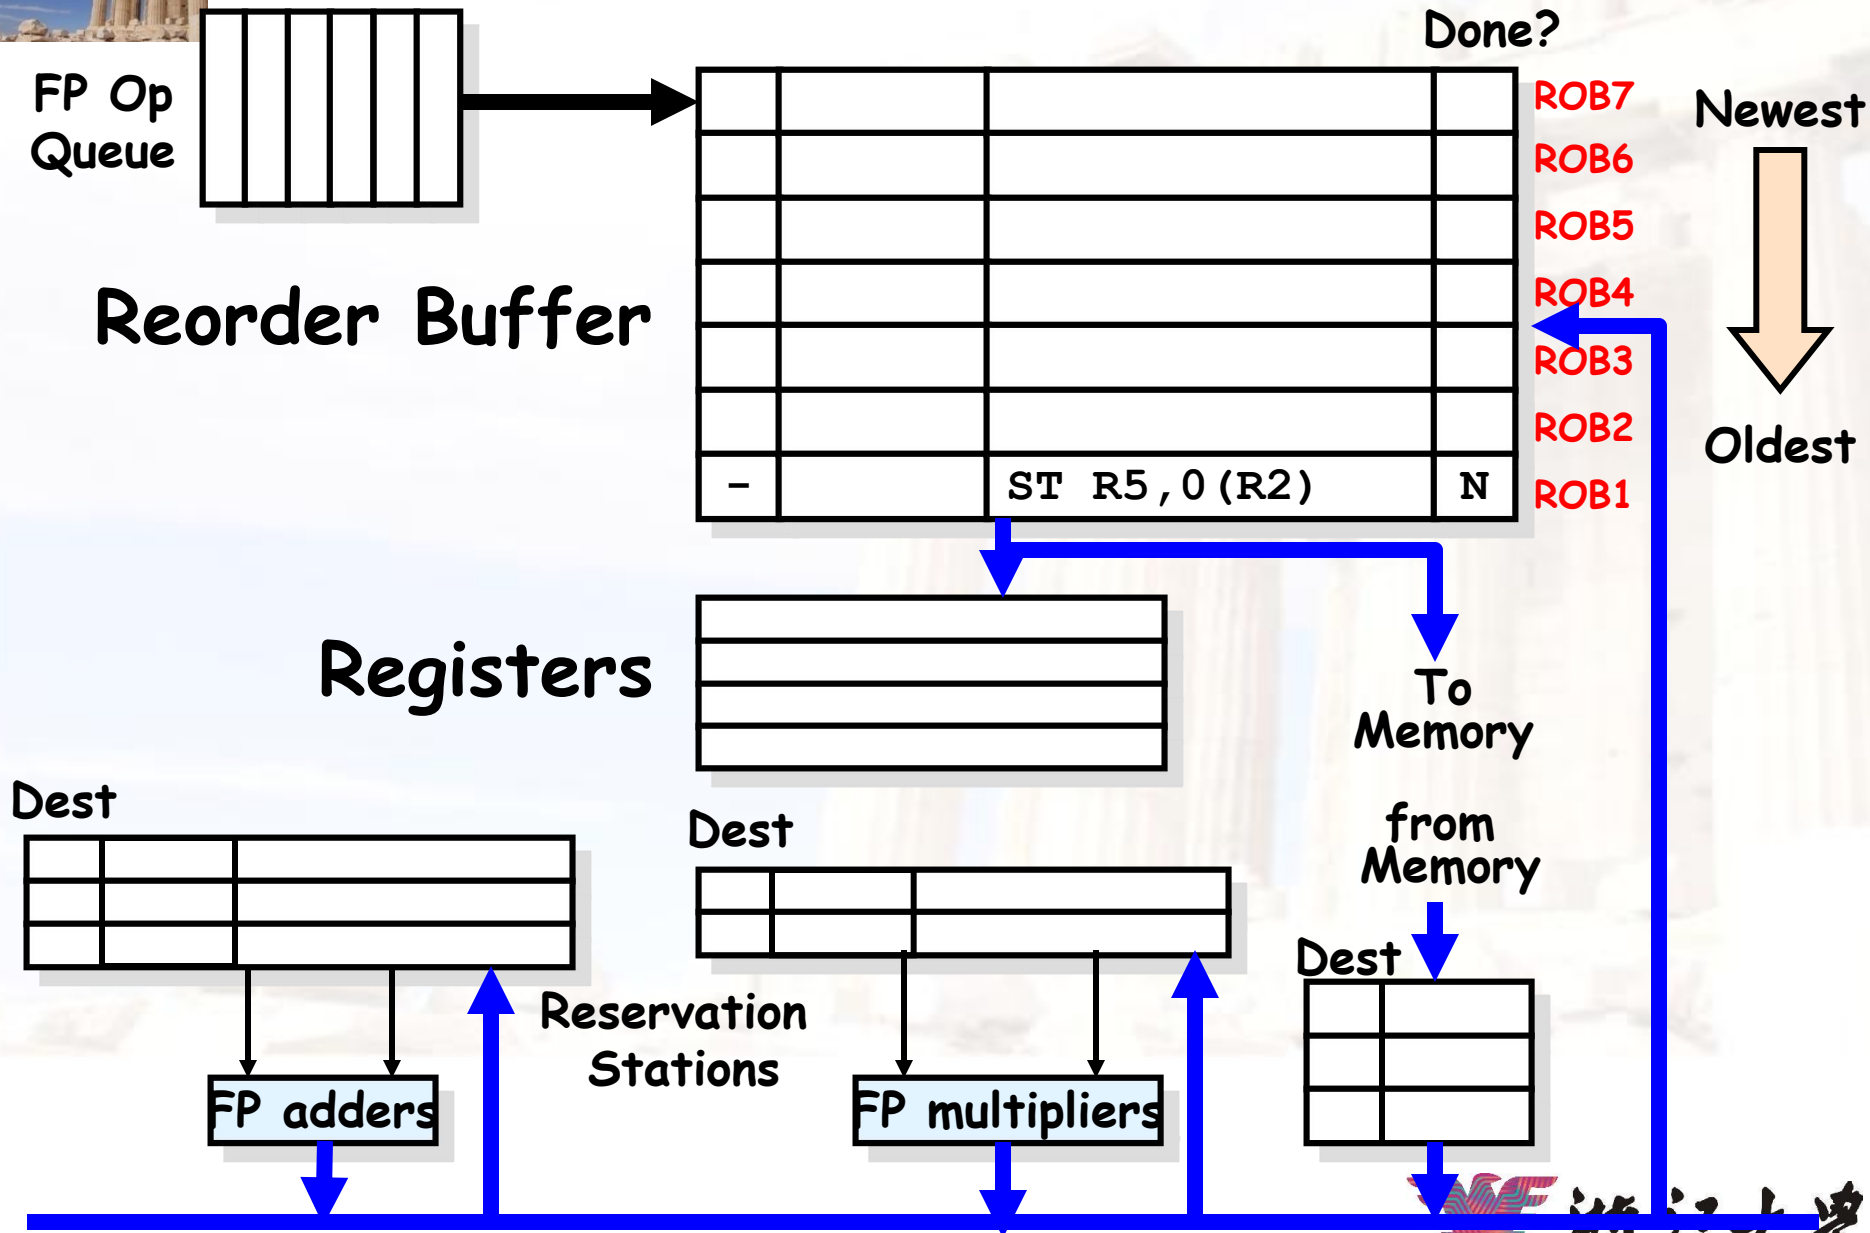 Done?
FP Op
Queue
ROB7
Newest
ROB6
ROB5
Reorder Buffer
ROB4
ROB3
ROB2
Oldest
- ST R5,0(R2) N ROB1
Registers
To
Memory
Dest
Dest
from
Memory
Dest
Reservation
Stations
FP adders
FP multipliers